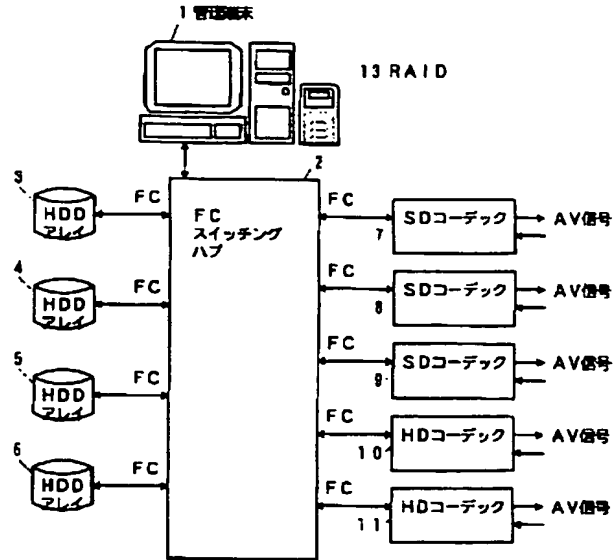 1 管理端末
13 RAID
2
3
HDD
アレイ
FC
FC
スイッチング
ハブ
FC
7
SDコーデック
AV信号
4
HDD
アレイ
FC
FC
8
SDコーデック
AV信号
5
HDD
アレイ
FC
FC
9
SDコーデック
AV信号
6
HDD
アレイ
FC
FC
10
HDコーデック
AV信号
FC
11
HDコーデック
AV信号